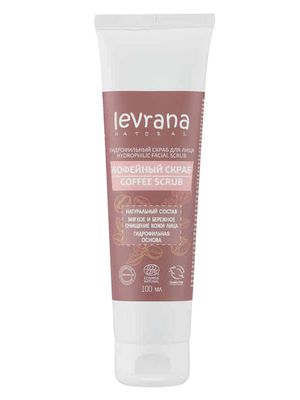 levrana
NATURAL
ГИДРОФИЛЬНЫЙ СКРАБ ДЛЯ ЛИЦА
HYDROPHILIC FACIAL SCRUB
КОФЕЙНЫЙ СКРАБ
COFFEE SCRUB
НАТУРАЛЬНЫЙ СОСТАВ
МЯГКОЕ И БЕРЕЖНОЕ
ОЧИЩЕНИЕ КОЖИ ЛИЦА
ГИДРОФИЛЬНАЯ
ОСНОВА
100 МЛ